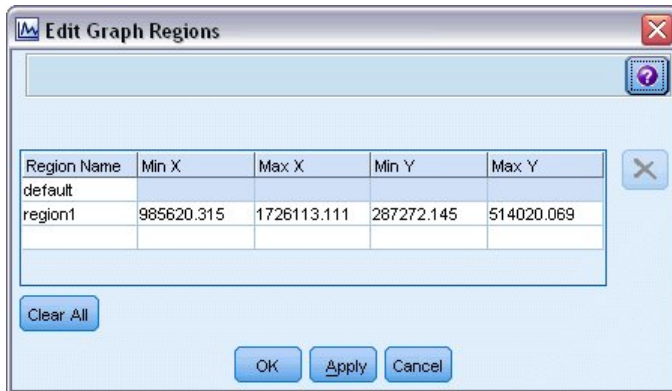 Edit Graph Regions
Region Name Min X Max X Min Y Max Y
default
region1 985620.315 1726113.111 287272.145 514020.069
Clear All
OK Apply Cancel